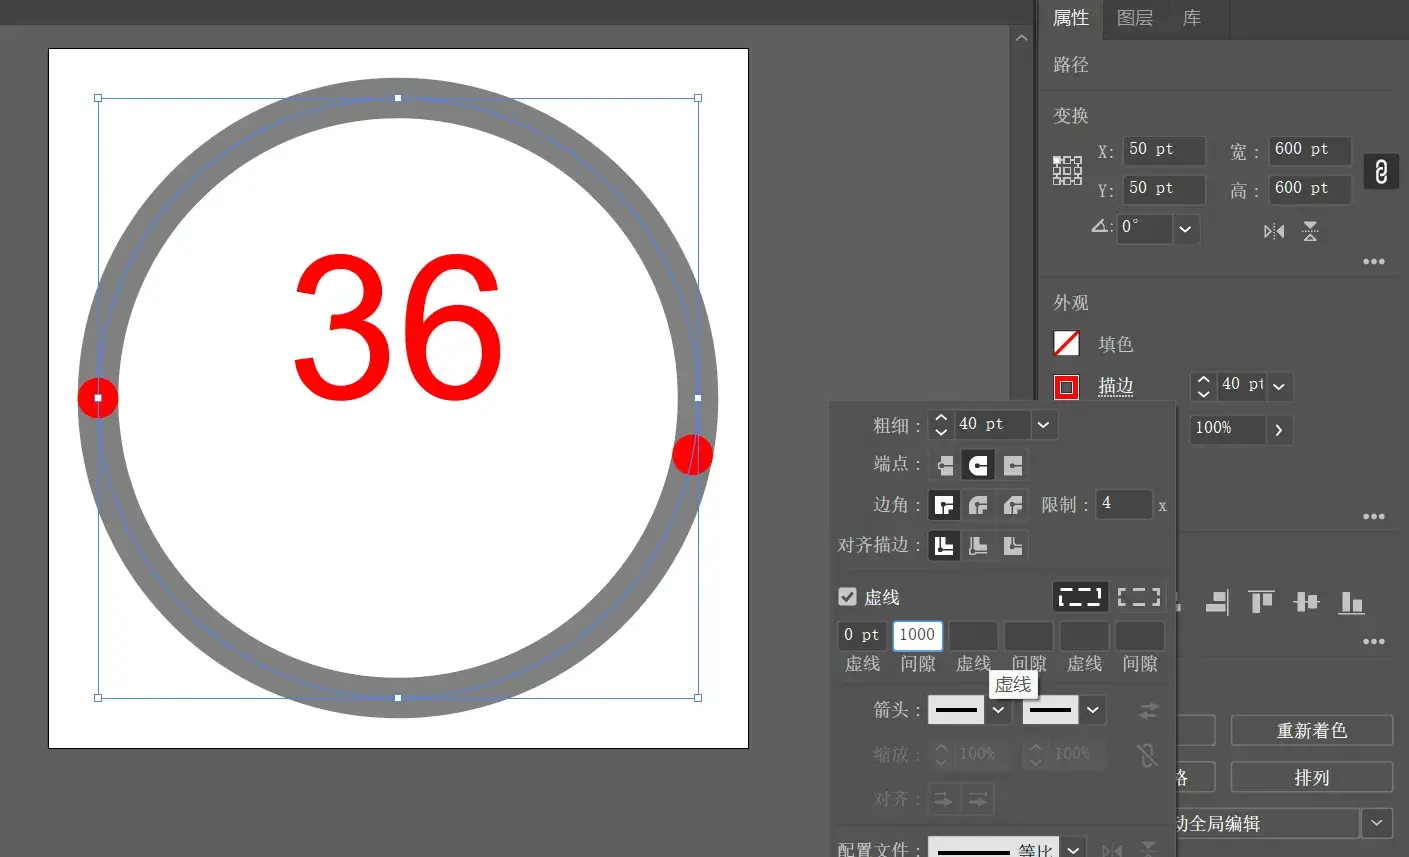 属性 图层 库
路径
变换
X: 50 pt 宽： 600 pt
Y: 50 pt 高： 600 pt
0°
外观
填色
描边 40 pt
100%
36
粗细： 40 pt
端点：
边角： 限制： 4 x
对齐描边：
虚线
0 pt 1000
虚线 间隙 虚线 间隙 虚线 间隙
虚线
箭头：
缩放： 100% 100%
对齐：
配置文件： 等比
重新着色
排列
动全局编辑